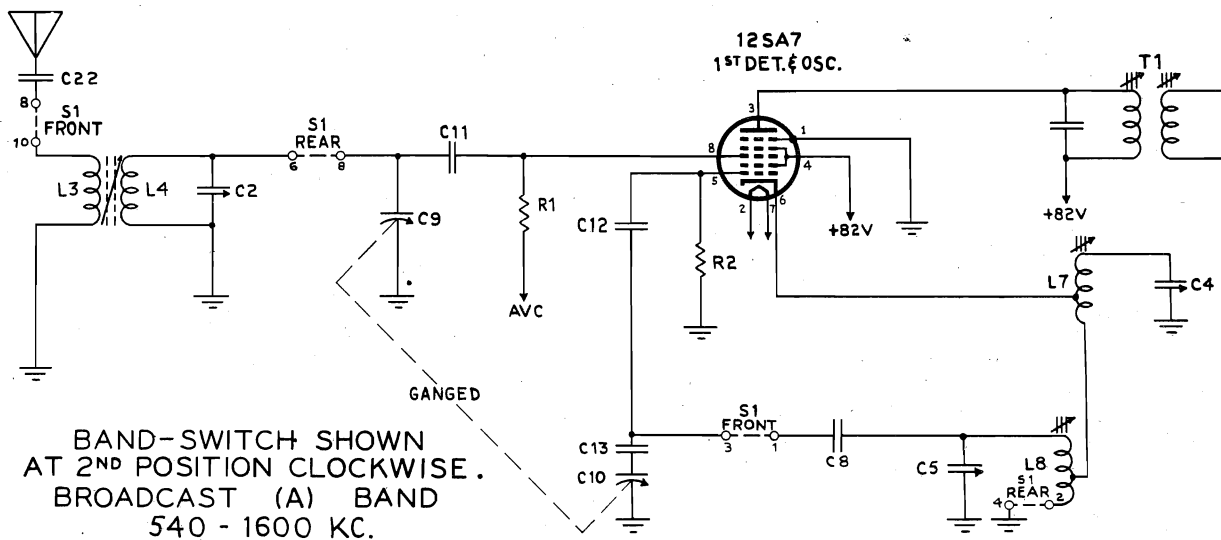 12SA7
1ST DET. & OSC.
T1
C22
8
S1
FRONT
10
S1
REAR
6
8
C11
3
1
8
4
5
2
7
6
L3
L4
C2
C9
R1
C12
R2
+82V
+82V
L7
C4
AVC
GANGED
S1
FRONT
3
1
C13
C10
C8
C5
L8
S1
REAR
4
2
BAND-SWITCH SHOWN
AT 2ND POSITION CLOCKWISE.
BROADCAST (A) BAND
540 - 1600 KC.